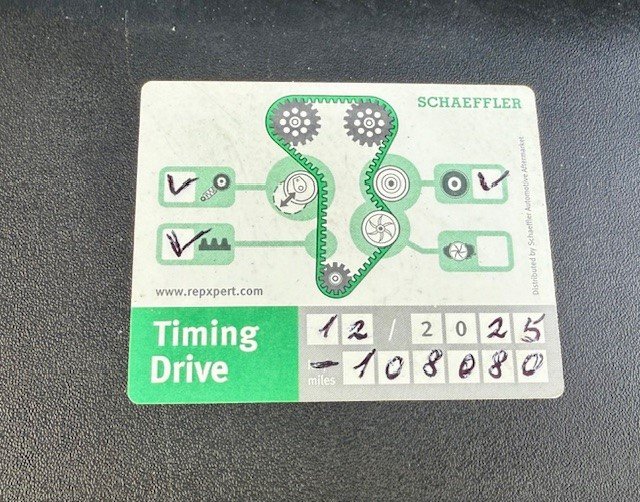 SCHAEFFLER
Distributed by Schaeffler Automotive Aftermarket
www.repxpert.com
Timing
Drive
12 / 2025
- 108080
miles